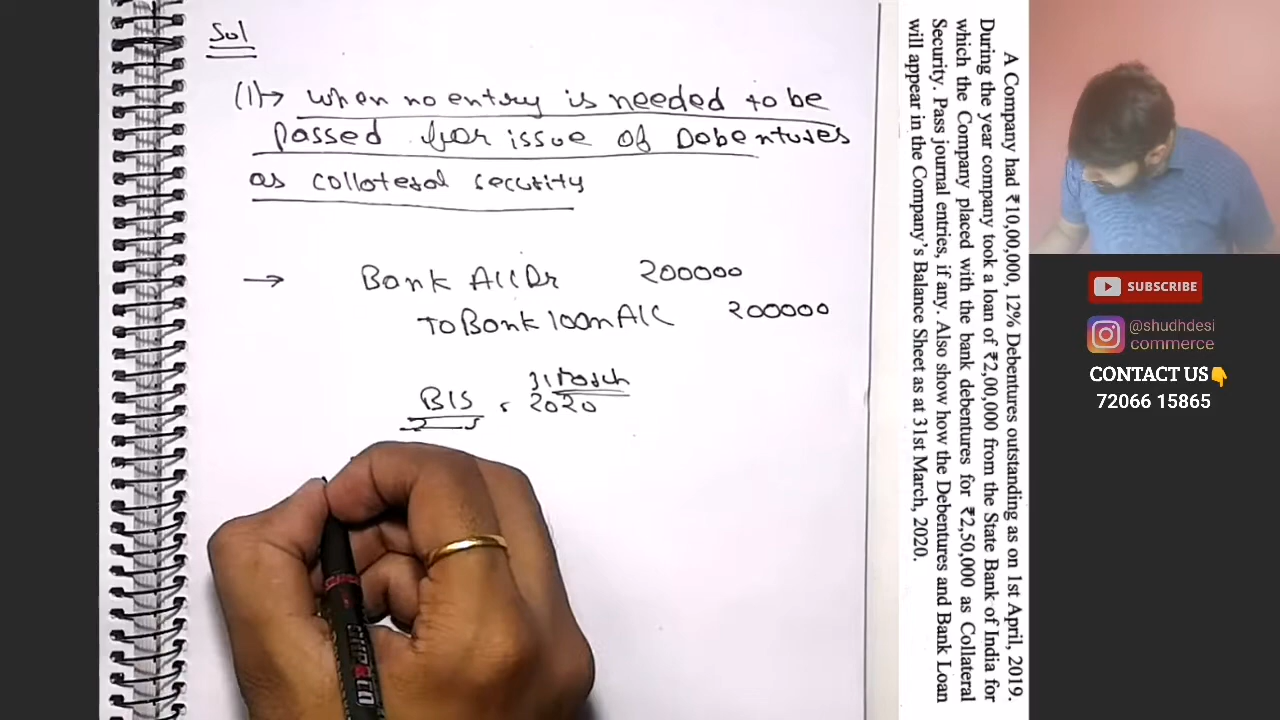 Sol
(1)→ when no entry is needed to be
passed for issue of Dobentures
as collateral security
→ Bank A/c Dr 200000
To Bank loan A/c 200000
B/S , 31 March
2020
A Company had ₹10,00,000, 12% Debentures outstanding as on 1st April, 2019.
During the year company took a loan of ₹2,00,000 from the State Bank of India for
which the Company placed with the bank debentures for ₹2,50,000 as Collateral
Security. Pass journal entries, if any. Also show how the Debentures and Bank Loan
will appear in the Company's Balance Sheet as at 31st March, 2020.
SUBSCRIBE
@shudhdesi
commerce
CONTACT US👇
72066 15865